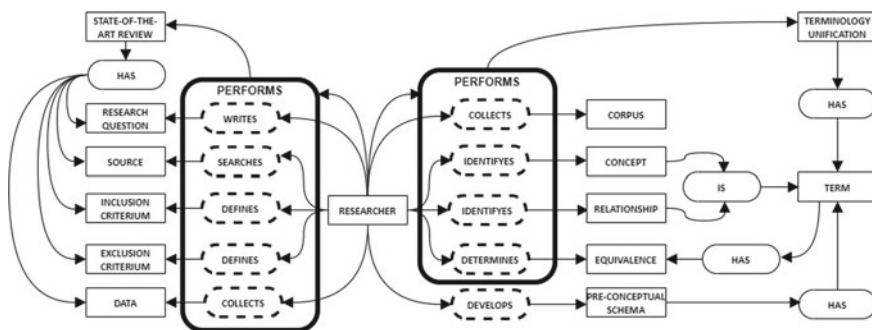 STATE-OF-THE-
ART REVIEW
HAS
RESEARCH
QUESTION
SOURCE
INCLUSION
CRITERIUM
EXCLUSION
CRITERIUM
DATA
PERFORMS
WRITES
SEARCHES
DEFINES
DEFINES
COLLECTS
RESEARCHER
PERFORMS
COLLECTS
IDENTIFYES
IDENTIFYES
DETERMINES
DEVELOPS
CORPUS
CONCEPT
RELATIONSHIP
EQUIVALENCE
PRE-CONCEPTUAL
SCHEMA
IS
HAS
TERMINOLOGY
UNIFICATION
HAS
TERM
HAS